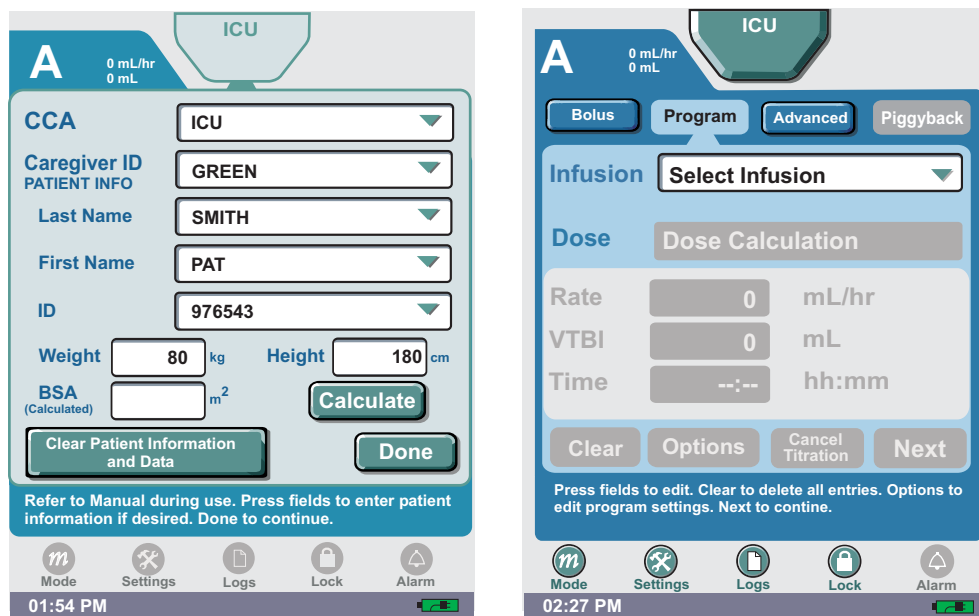 ICU
A
0 mL/hr
0 mL
CCA
ICU
Caregiver ID
GREEN
PATIENT INFO
Last Name
SMITH
First Name
PAT
ID
976543
Weight
80 kg
Height
180 cm
BSA
(Calculated)
m2
Calculate
Clear Patient Information
and Data
Done
Refer to Manual during use. Press fields to enter patient
information if desired. Done to continue.
m
Mode
Settings
Logs
Lock
Alarm
01:54 PM
ICU
A
0 mL/hr
0 mL
Bolus
Program
Advanced
Piggyback
Infusion
Select Infusion
Dose
Dose Calculation
Rate
0
mL/hr
VTBI
0
mL
Time
--:--
hh:mm
Clear
Options
Cancel
Titration
Next
Press fields to edit. Clear to delete all entries. Options to
edit program settings. Next to contine.
m
Mode
Settings
Logs
Lock
Alarm
02:27 PM